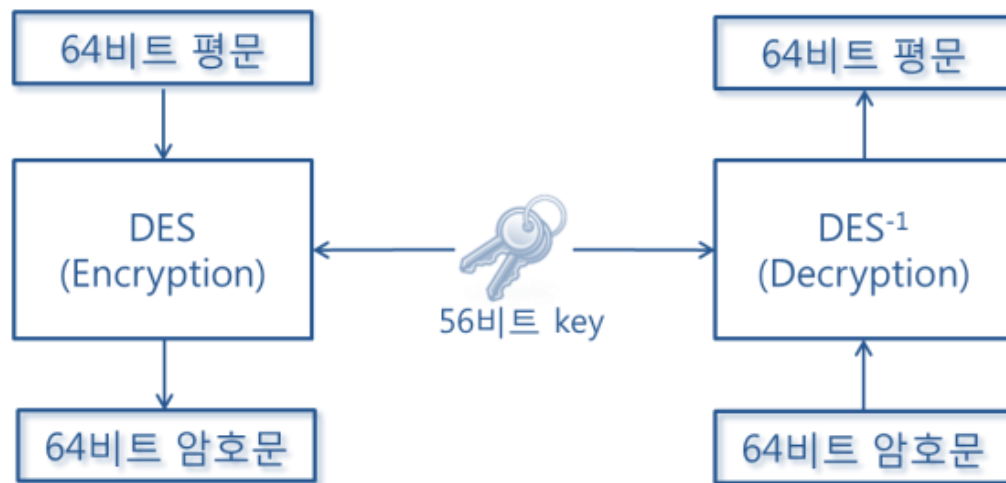 64비트 평문
64비트 평문
DES
(Encryption)
DES-1
(Decryption)
56비트 key
64비트 암호문
64비트 암호문